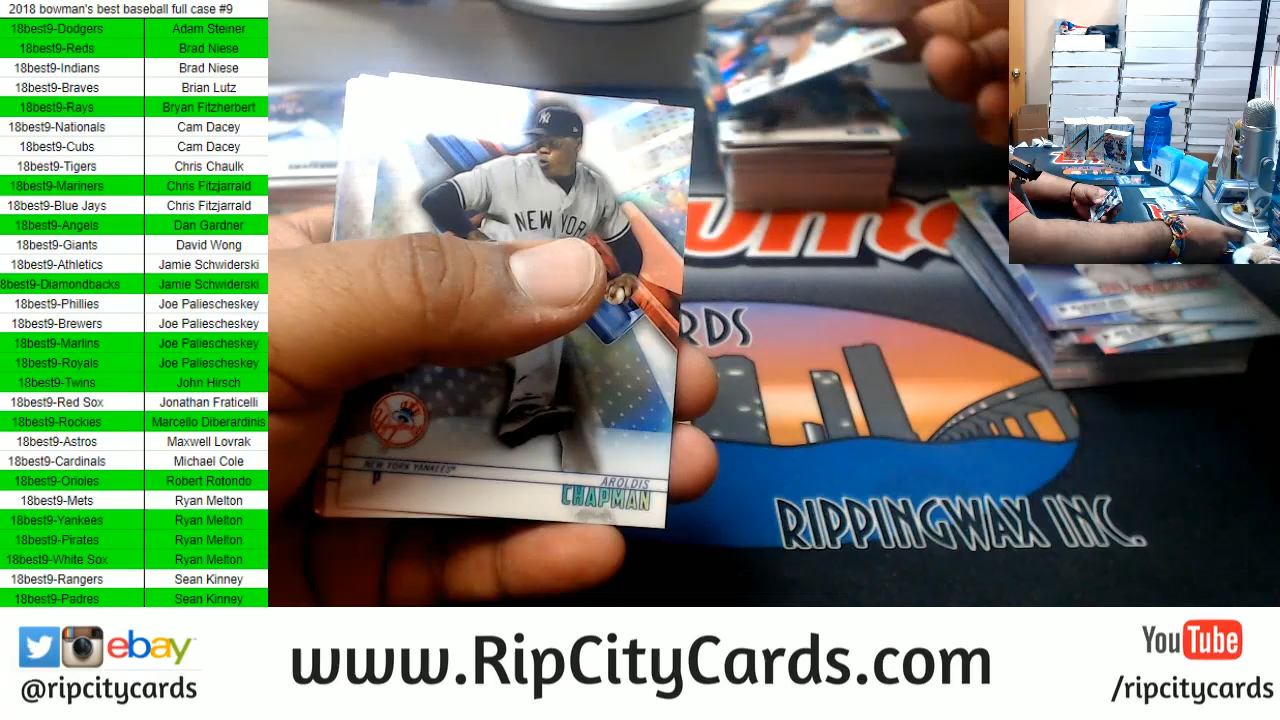 2018 bowman's best baseball full case #9
18best9-Dodgers Adam Steiner
18best9-Reds Brad Niese
18best9-Indians Brad Niese
18best9-Braves Brian Lutz
18best9-Rays Bryan Fitzherbert
18best9-Nationals Cam Dacey
18best9-Cubs Cam Dacey
18best9-Tigers Chris Chaulk
18best9-Mariners Chris Fitzjarrald
18best9-Blue Jays Chris Fitzjarrald
18best9-Angels Dan Gardner
18best9-Giants David Wong
18best9-Athletics Jamie Schwiderski
8best9-Diamondbacks Jamie Schwiderski
18best9-Phillies Joe Paliescheskey
18best9-Brewers Joe Paliescheskey
18best9-Marlins Joe Paliescheskey
18best9-Royals Joe Paliescheskey
18best9-Twins John Hirsch
18best9-Red Sox Jonathan Fraticelli
18best9-Rockies Marcello Diberardinis
18best9-Astros Maxwell Lovrak
18best9-Cardinals Michael Cole
18best9-Orioles Robert Rotondo
18best9-Mets Ryan Melton
18best9-Yankees Ryan Melton
18best9-Pirates Ryan Melton
18best9-White Sox Ryan Melton
18best9-Rangers Sean Kinney
18best9-Padres Sean Kinney
NEW YORK
NEW YORK YANKEES
P
AROLDIS
CHAPMAN
RDS
RIPPINGWAX INC.
ebay
@ripcitycards
www.RipCityCards.com
YouTube
/ripcitycards